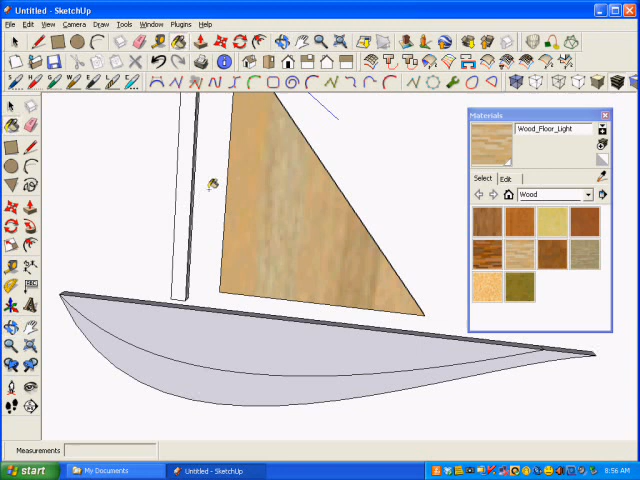 Untitled - SketchUp
File Edit View Camera Draw Tools Window Plugins Help
Materials
Wood_Floor_Light
Select Edit
Wood
Measurements
start My Documents Untitled - SketchUp 8:56 AM